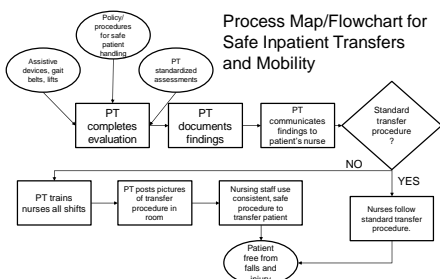 Process Map/Flowchart for
Safe Inpatient Transfers
and Mobility
Policy/
procedures
for safe
patient
handling
Assistive
devices, gait
belts, lifts
PT
standardized
assessments
PT
completes
evaluation
PT
documents
findings
PT
communicates
findings to
patient's nurse
Standard
transfer
procedure
?
NO
YES
PT trains
nurses all shifts
PT posts pictures
of transfer
procedure in
room
Nursing staff use
consistent, safe
procedure to
transfer patient
Nurses follow
standard transfer
procedure.
Patient
free from
falls and
injury